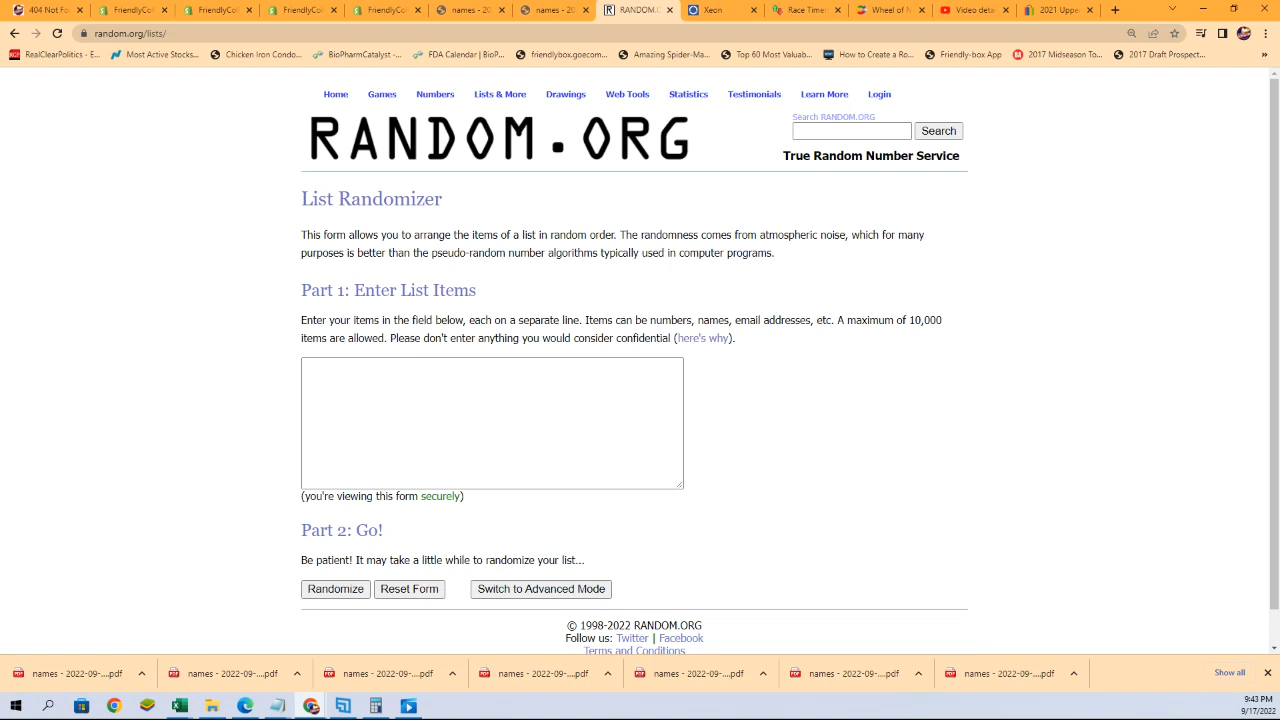 404 Not Fo
FriendlyCo
FriendlyCol
FriendlyCo
FriendlyCol
names - 20
names - 20
RANDOM.O
Xeon
Race Timer
Wheel of N
Video deta
2021 Upper
random.org/lists/
RealClearPolitics - E...
Most Active Stocks...
Chicken Iron Condo...
BioPharmCatalyst -...
FDA Calendar | BioP...
friendlybox.goecom...
Amazing Spider-Ma...
Top 60 Most Valuab...
How to Create a Ro...
Friendly-box App
2017 Midseason To...
2017 Draft Prospect...
»
Home Games Numbers Lists & More Drawings Web Tools Statistics Testimonials Learn More Login
RANDOM.ORG
Search RANDOM.ORG
Search
True Random Number Service
List Randomizer
This form allows you to arrange the items of a list in random order. The randomness comes from atmospheric noise, which for many
purposes is better than the pseudo-random number algorithms typically used in computer programs.
Part 1: Enter List Items
Enter your items in the field below, each on a separate line. Items can be numbers, names, email addresses, etc. A maximum of 10,000
items are allowed. Please don't enter anything you would consider confidential (here's why).
(you're viewing this form securely)
Part 2: Go!
Be patient! It may take a little while to randomize your list...
Randomize Reset Form Switch to Advanced Mode
© 1998-2022 RANDOM.ORG
Follow us: Twitter | Facebook
Terms and Conditions
names - 2022-09-....pdf
names - 2022-09-....pdf
names - 2022-09-....pdf
names - 2022-09-....pdf
names - 2022-09-....pdf
names - 2022-09-....pdf
names - 2022-09-....pdf
Show all
9:43 PM
9/17/2022